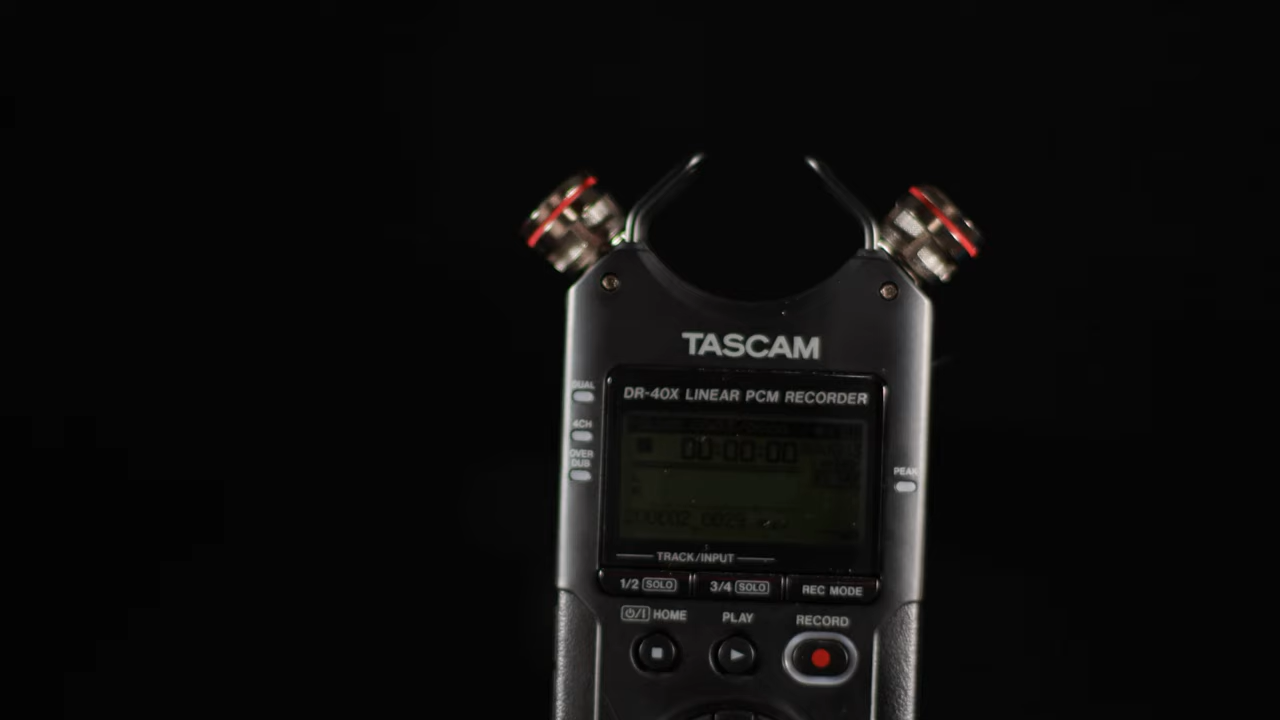 TASCAM
DR-40X LINEAR PCM RECORDER
DUAL
4CH
OVER
DUB
00:00:00
PEAK
TRACK/INPUT
1/2 SOLO 3/4 SOLO REC MODE
⏻/I HOME PLAY RECORD